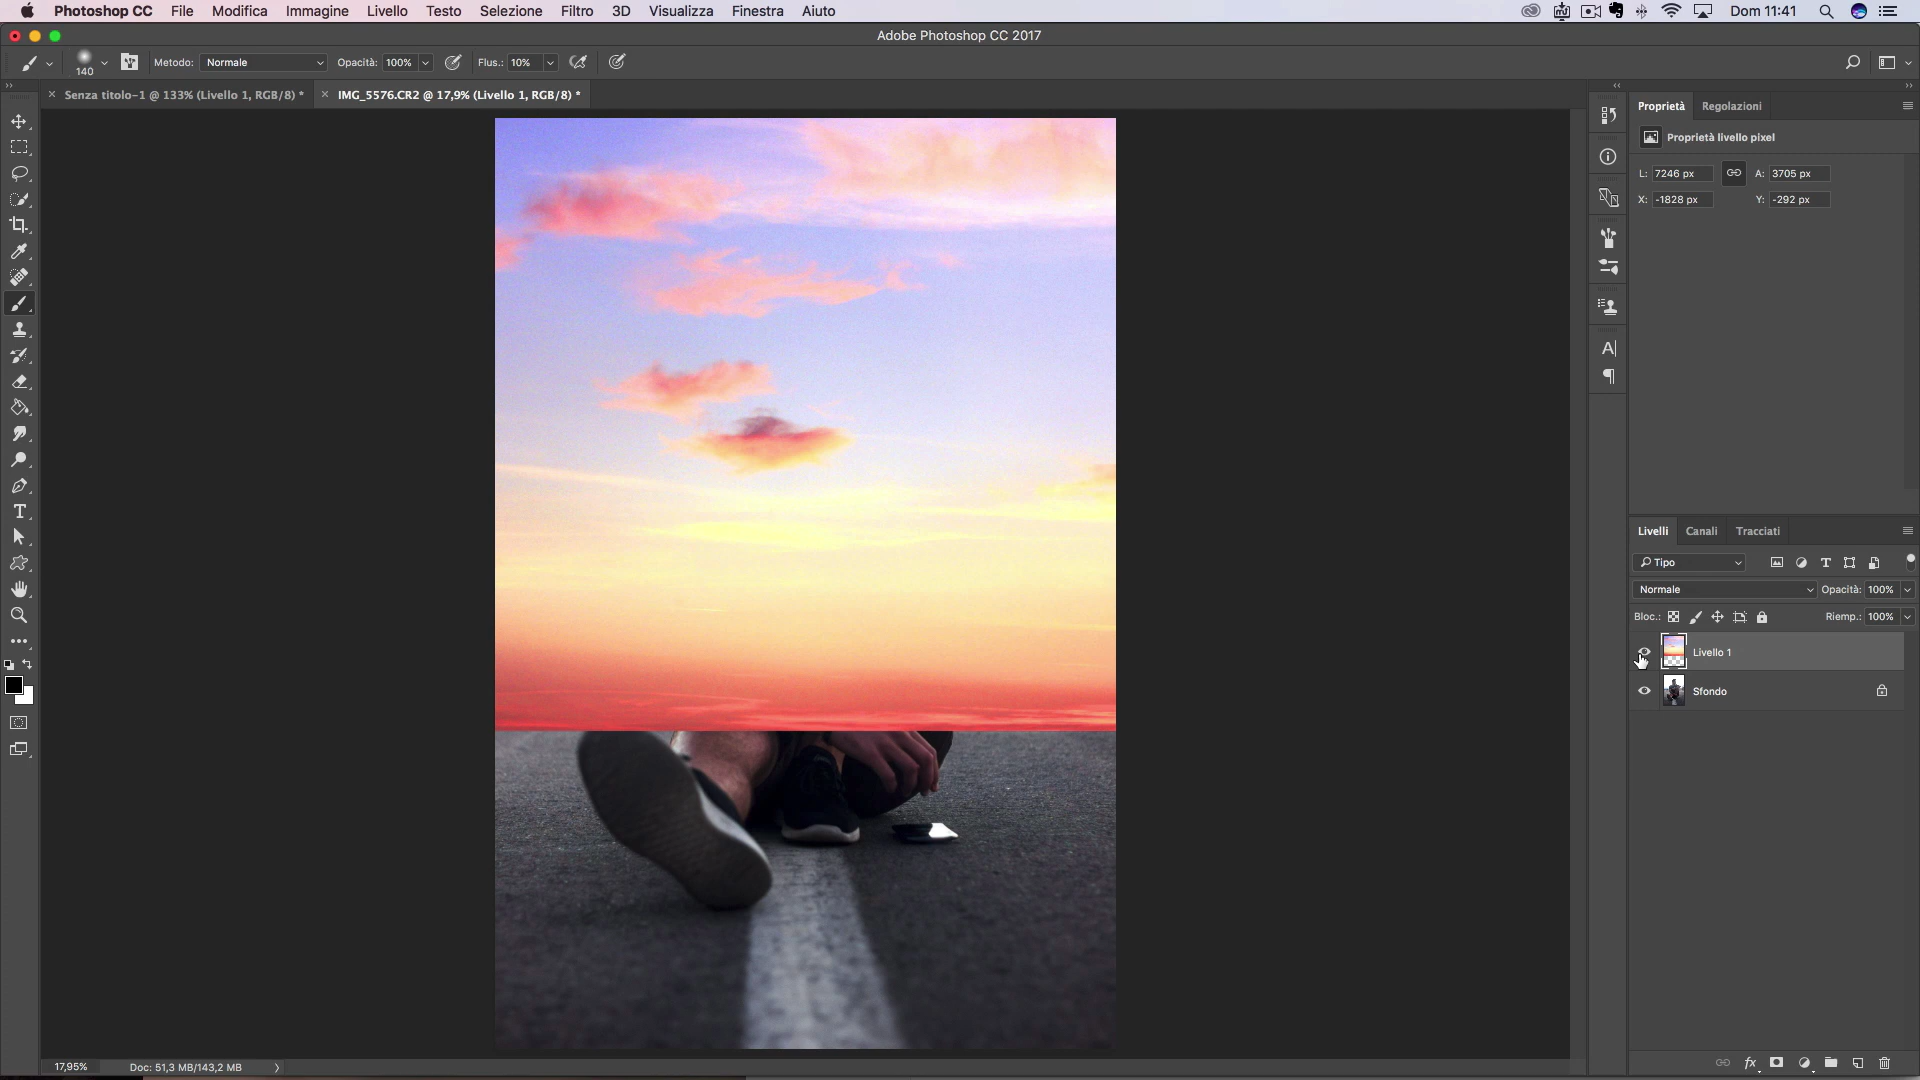 Photoshop CC File Modifica Immagine Livello Testo Selezione Filtro 3D Visualizza Finestra Aiuto Dom 11:41
Adobe Photoshop CC 2017
140 Metodo: Normale Opacità: 100% Flus.: 10%
Senza titolo-1 @ 133% (Livello 1, RGB/8) * IMG_5576.CR2 @ 17,9% (Livello 1, RGB/8) *
Proprietà Regolazioni
Proprietà livello pixel
L: 7246 px A: 3705 px
X: -1828 px Y: -292 px
Livelli Canali Tracciati
Tipo
Normale Opacità: 100%
Bloc.: Riemp.: 100%
Livello 1
Sfondo
17,95% Doc: 51,3 MB/143,2 MB